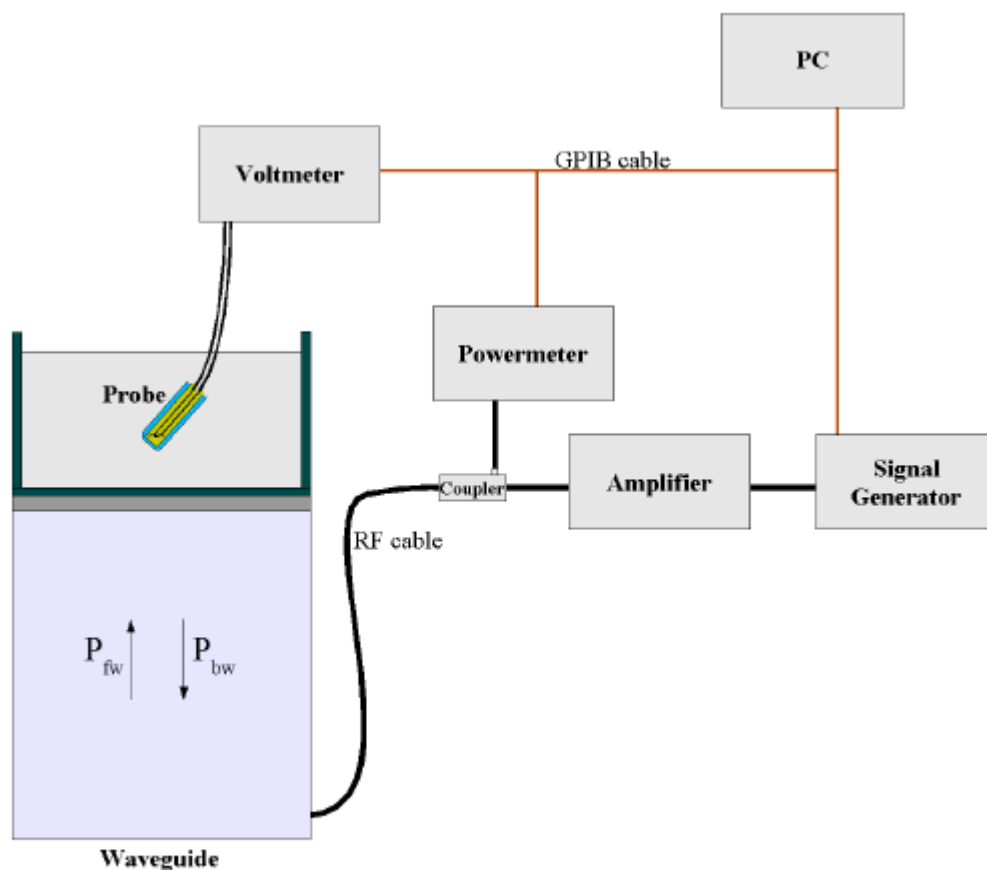 PC
Voltmeter
GPIB cable
Powermeter
Probe
Coupler
Amplifier
Signal
Generator
RF cable
P fw
P bw
Waveguide